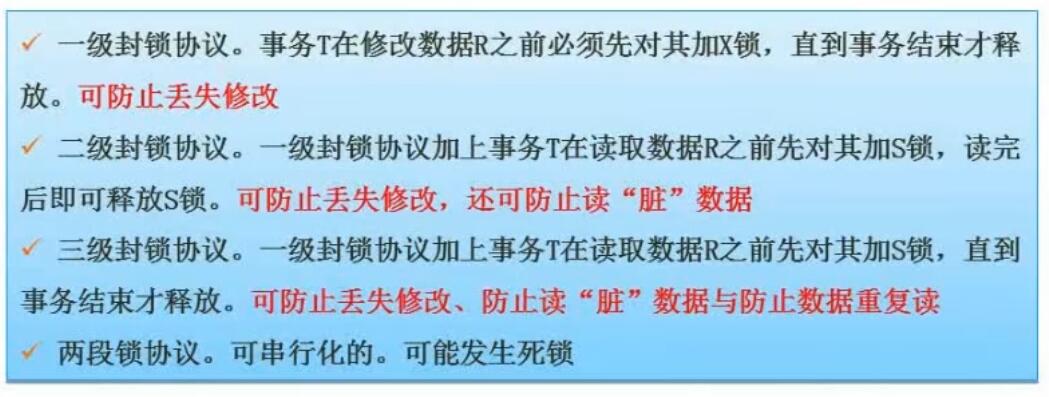 ✓ 一级封锁协议。事务T在修改数据R之前必须先对其加X锁，直到事务结束才释
放。可防止丢失修改
✓ 二级封锁协议。一级封锁协议加上事务T在读取数据R之前先对其加S锁，读完
后即可释放S锁。可防止丢失修改，还可防止读“脏”数据
✓ 三级封锁协议。一级封锁协议加上事务T在读取数据R之前先对其加S锁，直到
事务结束才释放。可防止丢失修改、防止读“脏”数据与防止数据重复读
✓ 两段锁协议。可串行化的。可能发生死锁